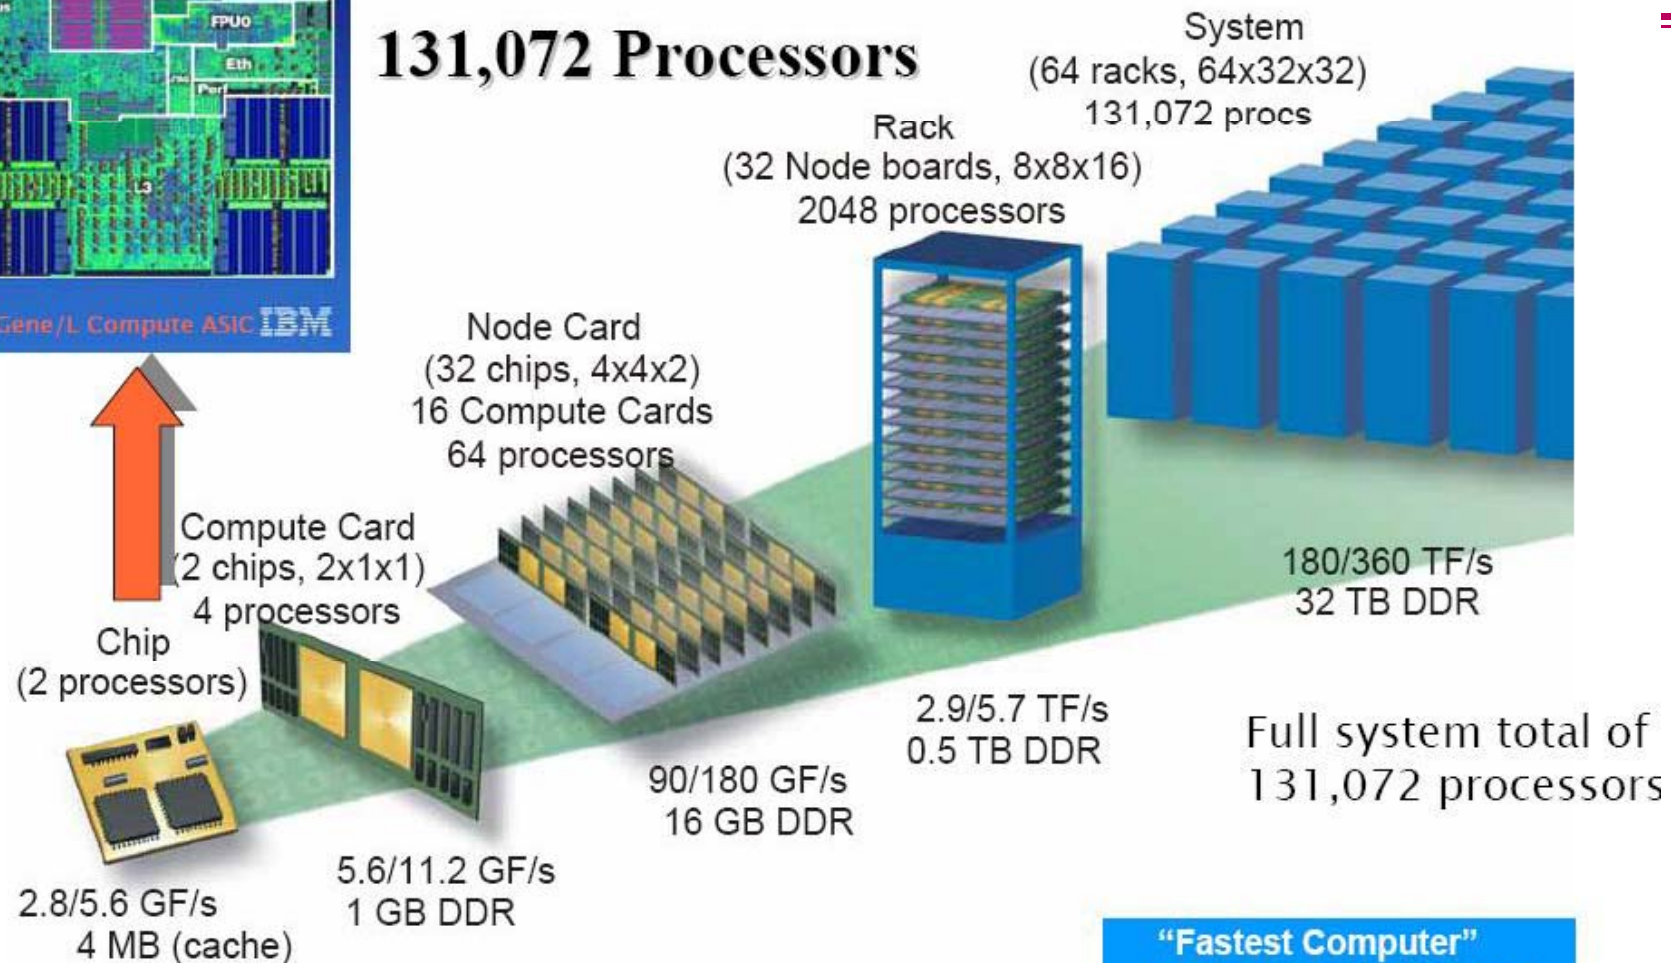 FPU0
Eth
Perf
L3
Gene/L Compute ASIC IBM
131,072 Processors
System
(64 racks, 64x32x32)
131,072 procs
Rack
(32 Node boards, 8x8x16)
2048 processors
Node Card
(32 chips, 4x4x2)
16 Compute Cards
64 processors
Compute Card
(2 chips, 2x1x1)
4 processors
Chip
(2 processors)
180/360 TF/s
32 TB DDR
2.9/5.7 TF/s
0.5 TB DDR
90/180 GF/s
16 GB DDR
5.6/11.2 GF/s
1 GB DDR
2.8/5.6 GF/s
4 MB (cache)
Full system total of
131,072 processors
“Fastest Computer”